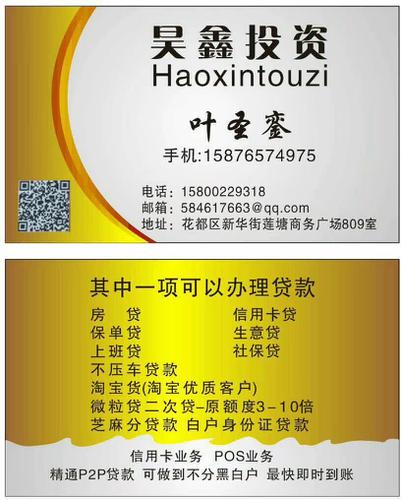 昊鑫投资
Haoxintouzi
叶圣銮
手机:15876574975
电话: 15800229318
邮箱: 584617663@qq.com
地址: 花都区新华街莲塘商务广场809室
其中一项可以办理贷款
房 贷 信用卡贷
保单贷 生意贷
上班贷 社保贷
不压车贷款
淘宝货(淘宝优质客户)
微粒贷二次贷-原额度3-10倍
芝麻分贷款 白户身份证贷款
信用卡业务 POS业务
精通P2P贷款 可做到不分黑白户 最快即时到账